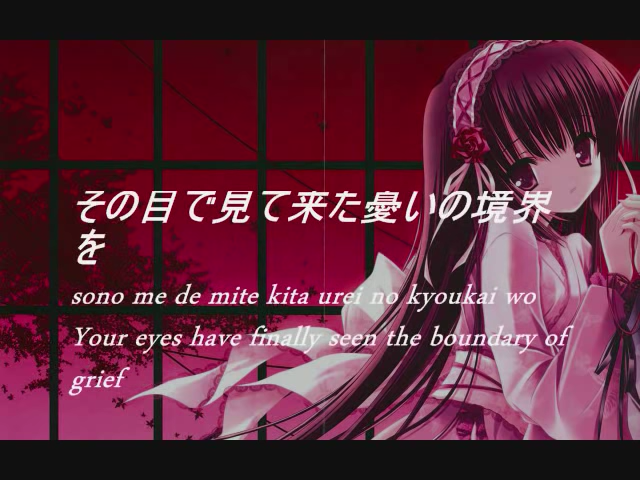 その目で見て来た憂いの境界
を
sono me de mite kita urei no kyoukai wo
Your eyes have finally seen the boundary of
grief